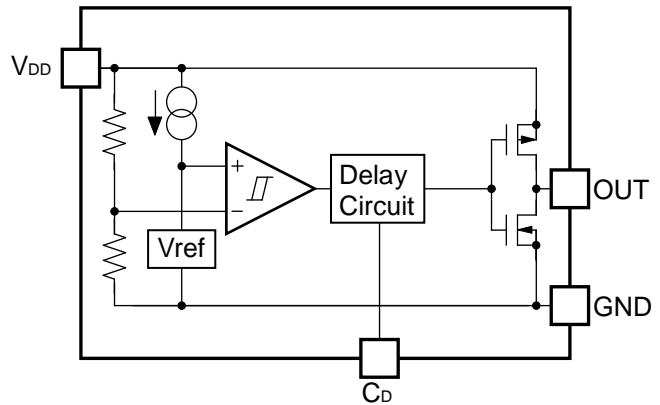 VDD
+
−
Delay
Circuit
OUT
Vref
GND
CD